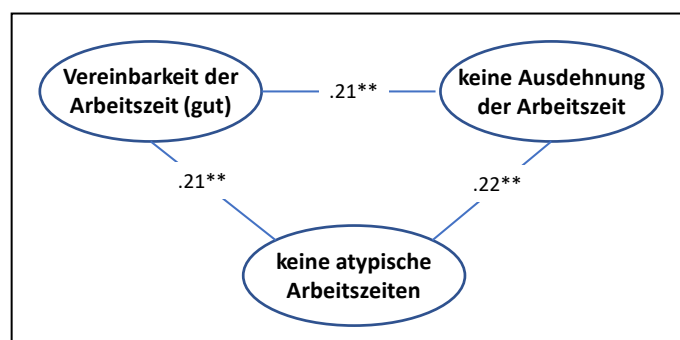 Vereinbarkeit der
Arbeitszeit (gut)
.21**
keine Ausdehnung
der Arbeitszeit
.21**
.22**
keine atypische
Arbeitszeiten